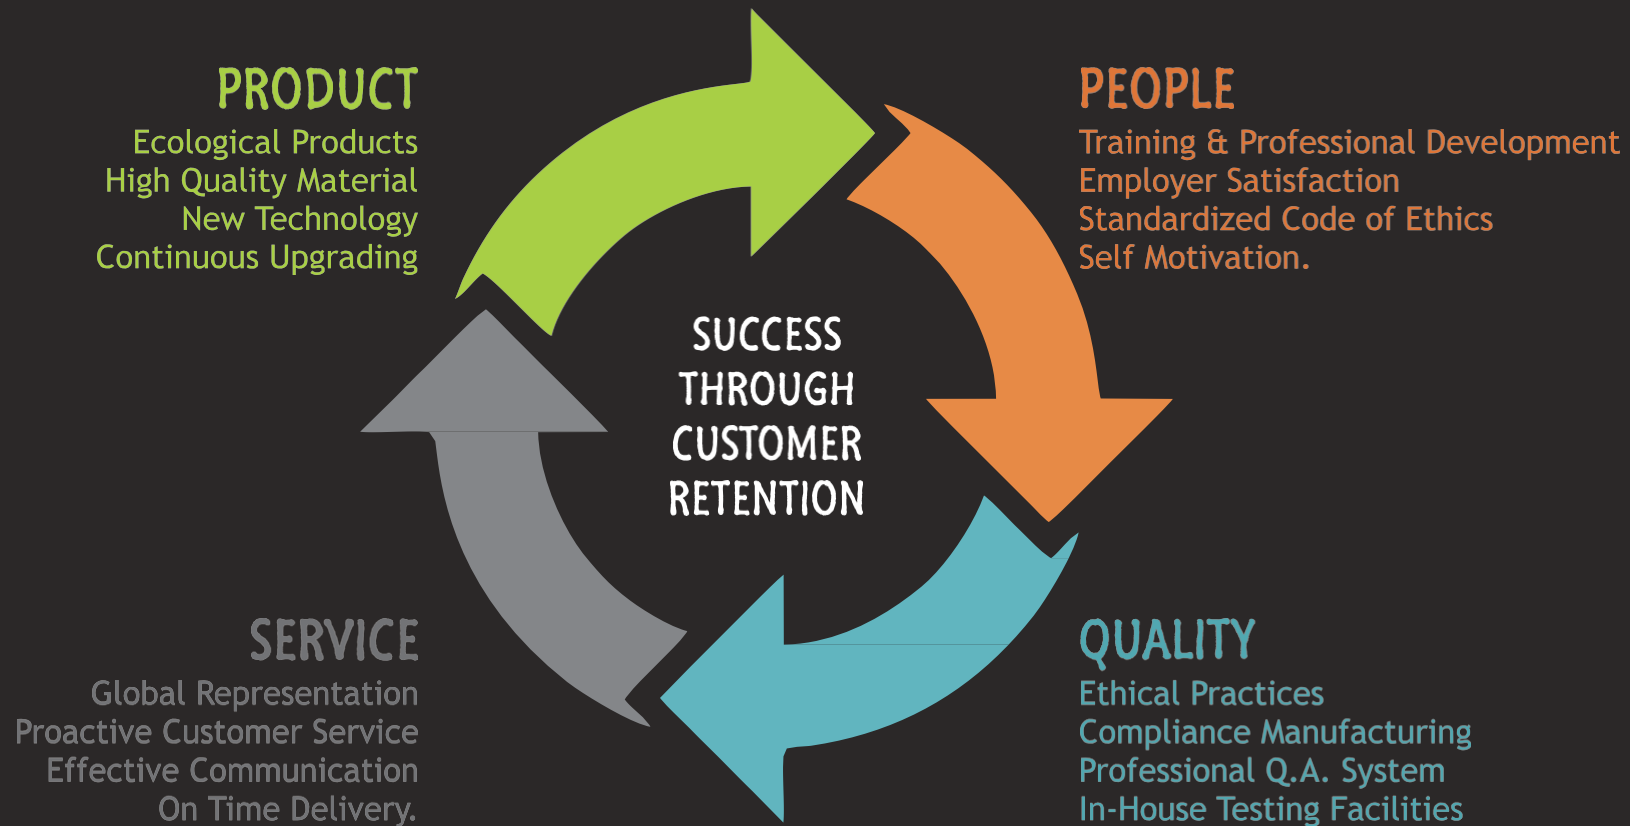 PRODUCT
Ecological Products
High Quality Material
New Technology
Continuous Upgrading
PEOPLE
Training & Professional Development
Employer Satisfaction
Standardized Code of Ethics
Self Motivation.
SUCCESS
THROUGH
CUSTOMER
RETENTION
SERVICE
Global Representation
Proactive Customer Service
Effective Communication
On Time Delivery.
QUALITY
Ethical Practices
Compliance Manufacturing
Professional Q.A. System
In-House Testing Facilities